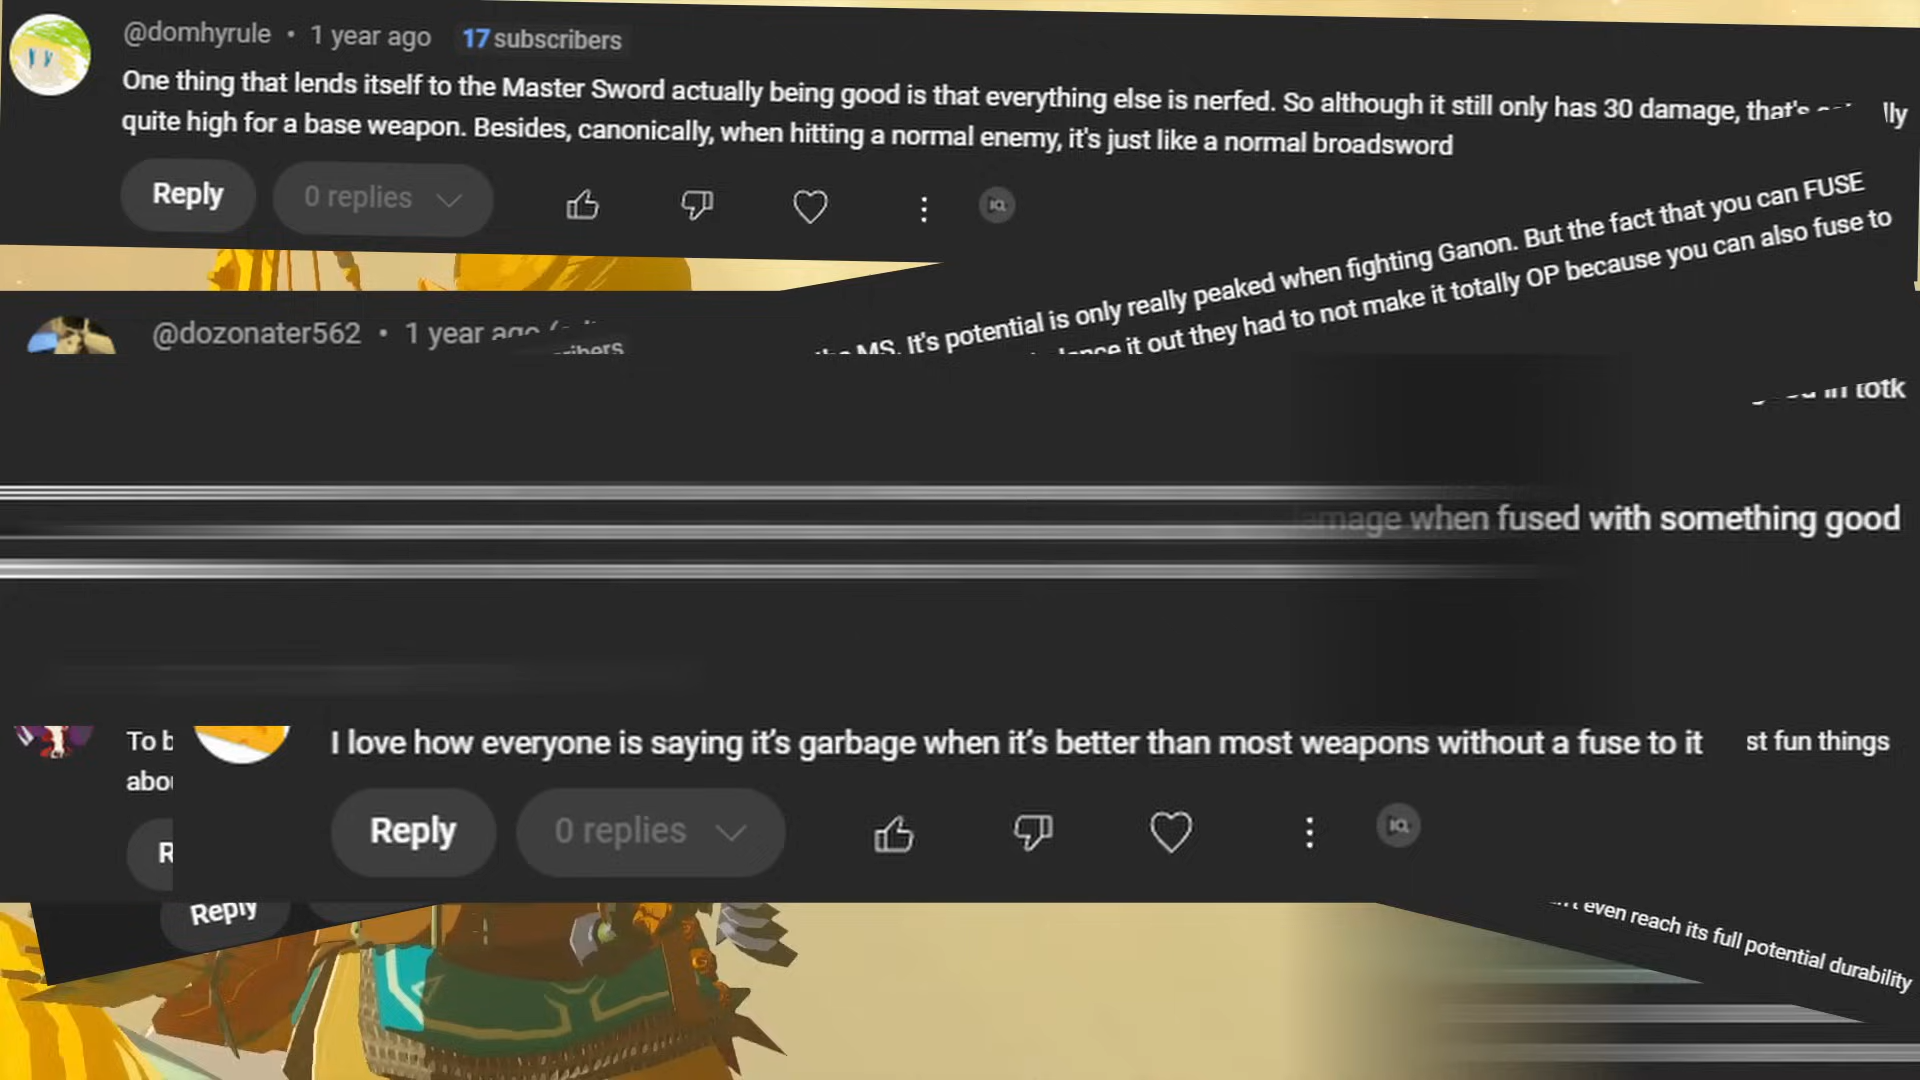 @domhyrule • 1 year ago 17 subscribers
One thing that lends itself to the Master Sword actually being good is that everything else is nerfed. So although it still only has 30 damage, that's
quite high for a base weapon. Besides, canonically, when hitting a normal enemy, it's just like a normal broadsword
Reply 0 replies
MS. It's potential is only really peaked when fighting Ganon. But the fact that you can FUSE
it out they had to not make it totally OP because you can also fuse to
@dozonater562 • 1 year ago
in totk
when fused with something good
To b
I love how everyone is saying it's garbage when it's better than most weapons without a fuse to it
st fun things
abou
Reply 0 replies
R
Reply
even reach its full potential durability